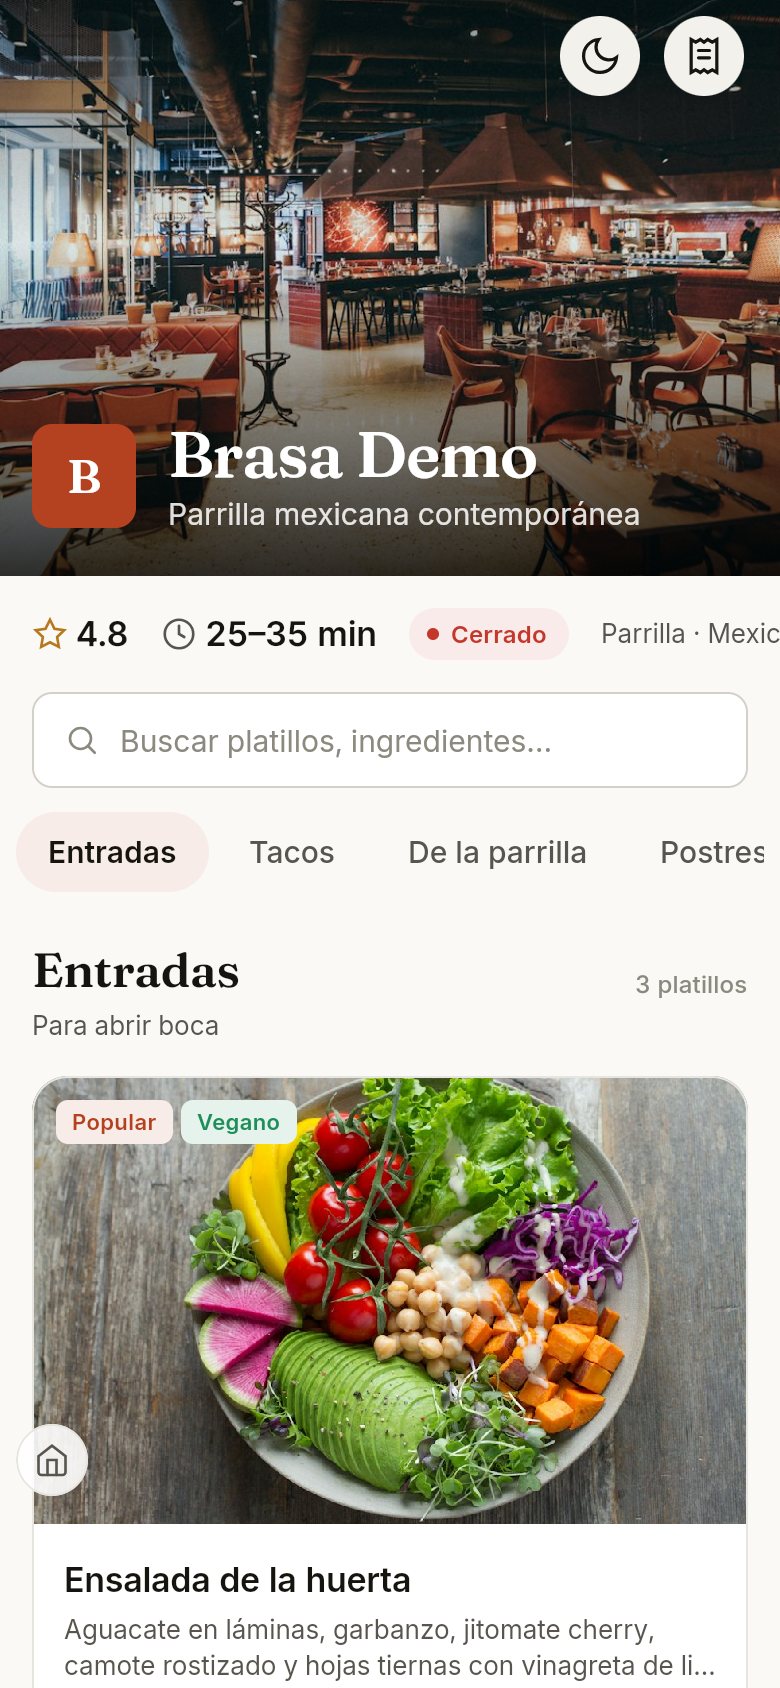 B
Brasa Demo
Parrilla mexicana contemporánea
4.8
25–35 min
Cerrado
Parrilla · Mexic
Buscar platillos, ingredientes...
Entradas
Tacos
De la parrilla
Postres
Entradas
3 platillos
Para abrir boca
Popular
Vegano
Ensalada de la huerta
Aguacate en láminas, garbanzo, jitomate cherry,
camote rostizado y hojas tiernas con vinagreta de li...